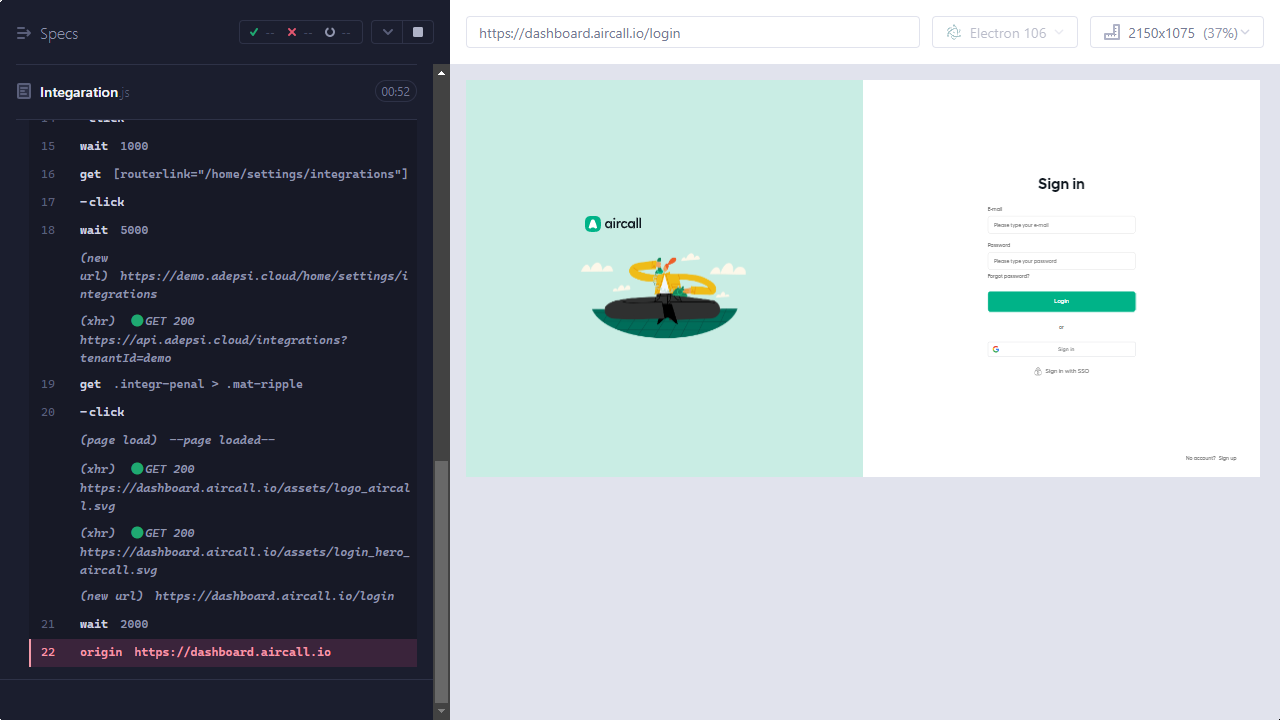 Specs
--
--
--
https://dashboard.aircall.io/login
Electron 106
2150x1075 (37%)
Integaration.js
00:52
14 -click
15 wait 1000
16 get [routerlink="/home/settings/integrations"]
17 -click
18 wait 5000
(new
url) https://demo.adepsi.cloud/home/settings/i
ntegrations
(xhr) GET 200
https://api.adepsi.cloud/integrations?
tenantId=demo
19 get .integr-penal > .mat-ripple
20 -click
(page load) --page loaded--
(xhr) GET 200
https://dashboard.aircall.io/assets/logo_aircal
l.svg
(xhr) GET 200
https://dashboard.aircall.io/assets/login_hero_
aircall.svg
(new url) https://dashboard.aircall.io/login
21 wait 2000
22 origin https://dashboard.aircall.io
aircall
Sign in
E-mail
Please type your e-mail
Password
Please type your password
Forgot password?
Login
or
Sign in
Sign in with SSO
No account? Sign up